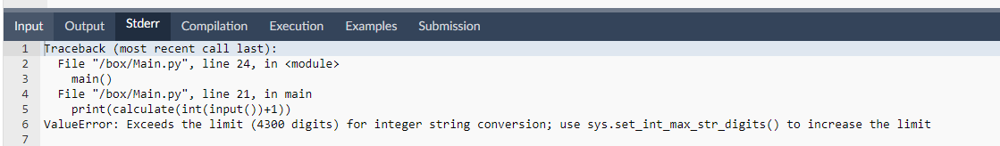 Input Output Stderr Compilation Execution Examples Submission
1 Traceback (most recent call last):
2 File "/box/Main.py", line 24, in <module>
3 main()
4 File "/box/Main.py", line 21, in main
5 print(calculate(int(input())+1))
6 ValueError: Exceeds the limit (4300 digits) for integer string conversion; use sys.set_int_max_str_digits() to increase the limit
7